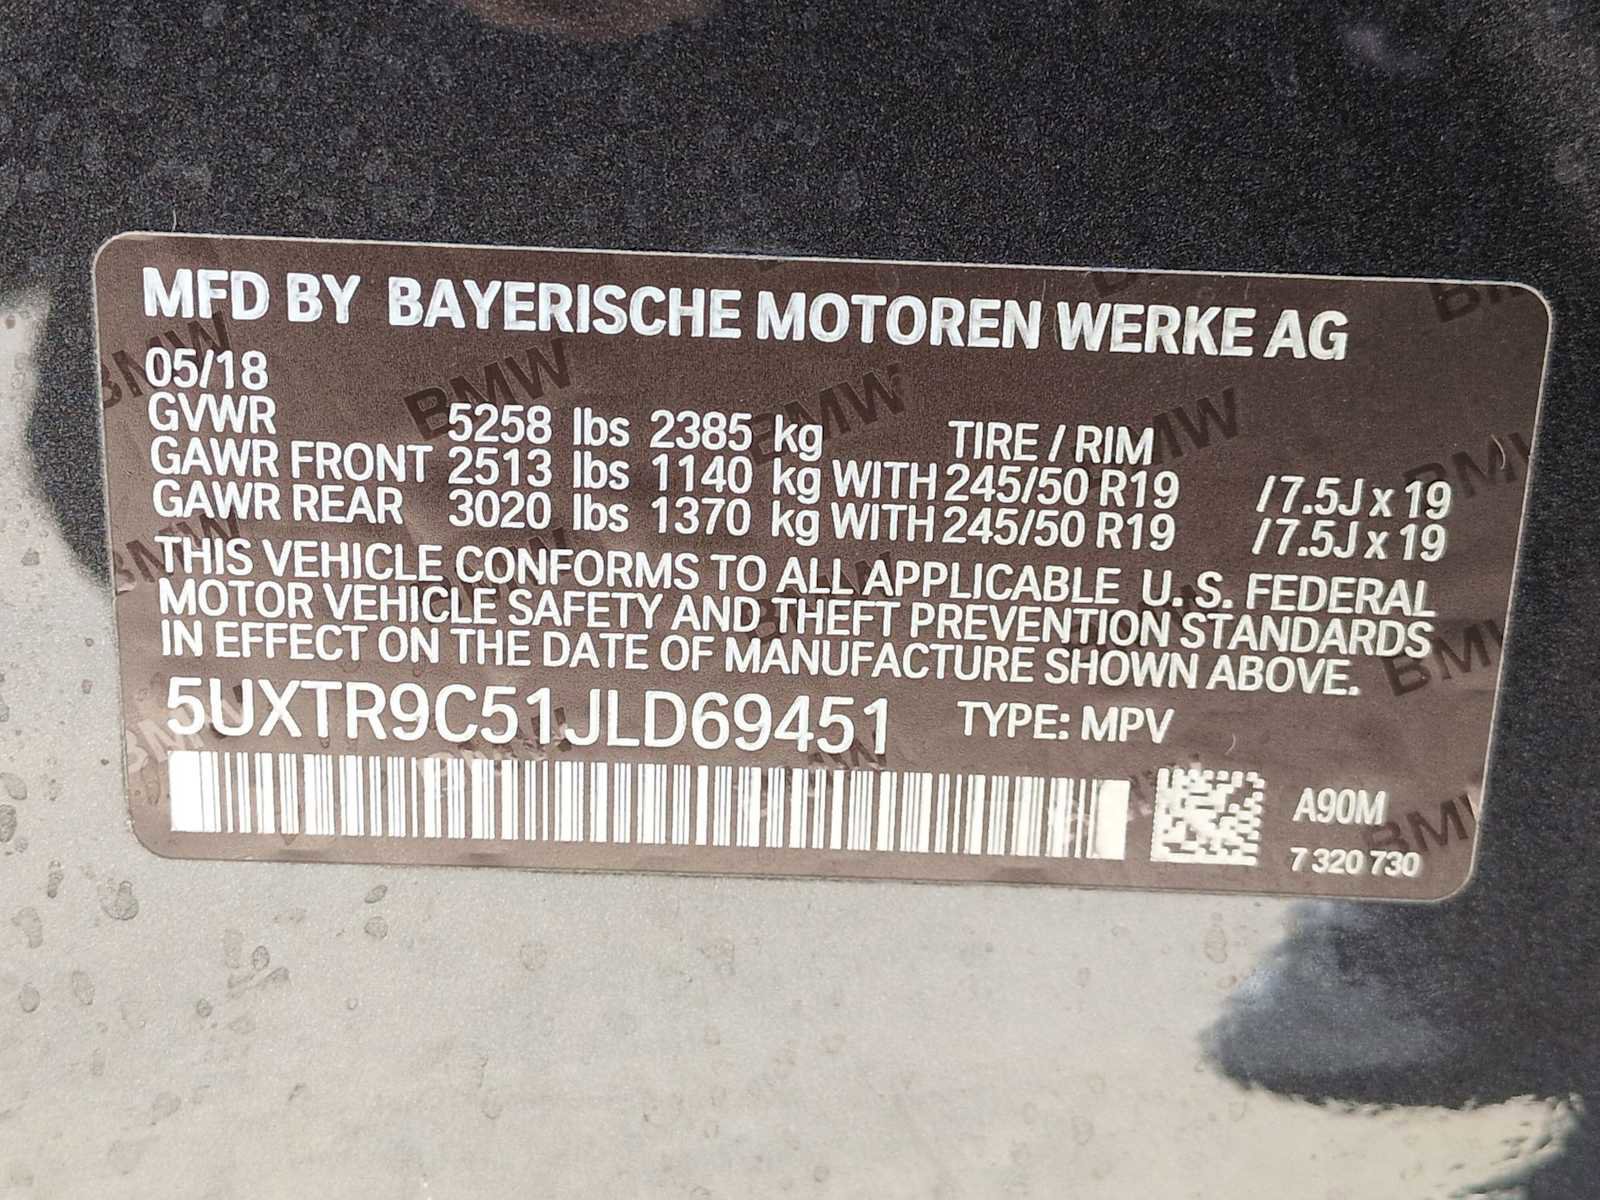 MFD BY BAYERISCHE MOTOREN WERKE AG
05/18
GVWR 5258 lbs 2385 kg TIRE / RIM
GAWR FRONT 2513 lbs 1140 kg WITH 245/50 R19 /7.5J x 19
GAWR REAR 3020 lbs 1370 kg WITH 245/50 R19 /7.5J x 19
THIS VEHICLE CONFORMS TO ALL APPLICABLE U. S. FEDERAL
MOTOR VEHICLE SAFETY AND THEFT PREVENTION STANDARDS
IN EFFECT ON THE DATE OF MANUFACTURE SHOWN ABOVE.
5UXTR9C51JLD69451 TYPE: MPV
A90M
7 320 730